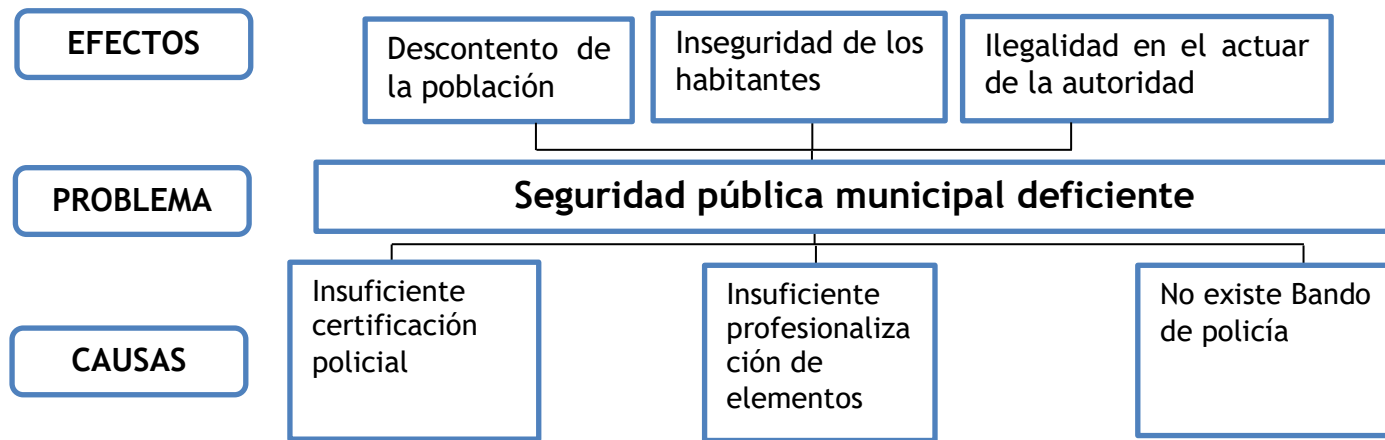 EFECTOS
Descontento de
la población
Inseguridad de los
habitantes
Ilegalidad en el actuar
de la autoridad
PROBLEMA
Seguridad pública municipal deficiente
CAUSAS
Insuficiente
certificación
policial
Insuficiente
profesionaliza
ción de
elementos
No existe Bando
de policía